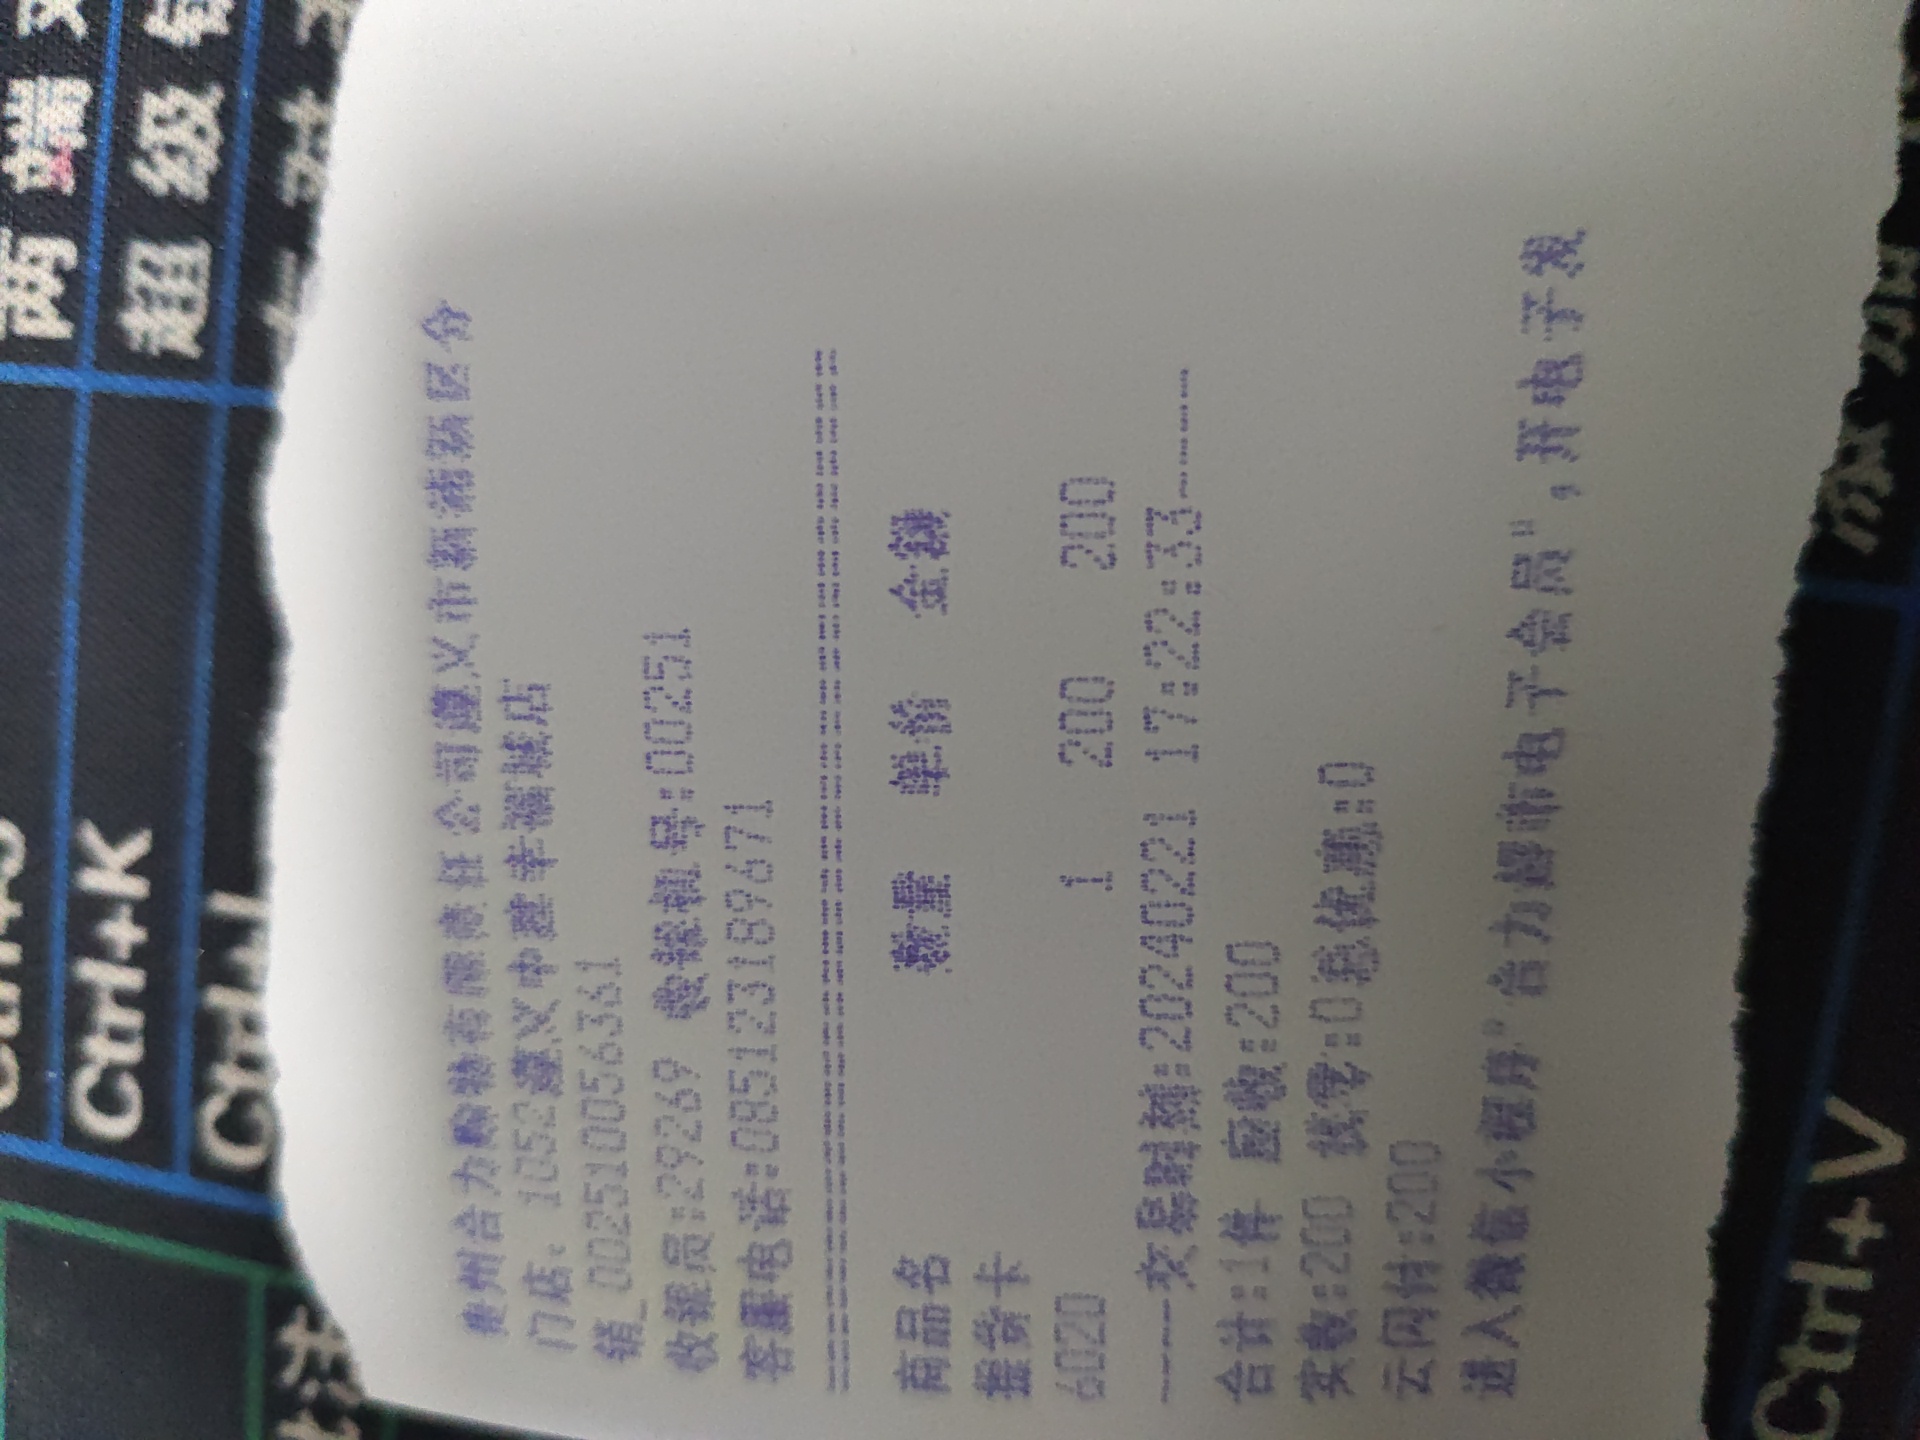 贵州合力购物有限责任公司遵义市新蒲新区分
门店: 1052遵义中建幸福城店
销_002510056361
收银员:29269 收银机号:00251
客服电话:085123189671
================================
商品名 数量 单价 金额
提货卡
6020 1 200 200
----交易时间:20240221 17:22:33-----
合计:1件 应收:200
实收:200 找零:0总优惠:0
云闪付:200
进入微信小程序"合力超市电子会员",开电子发
两端
超级
Ctrl+K
Ctrl+V